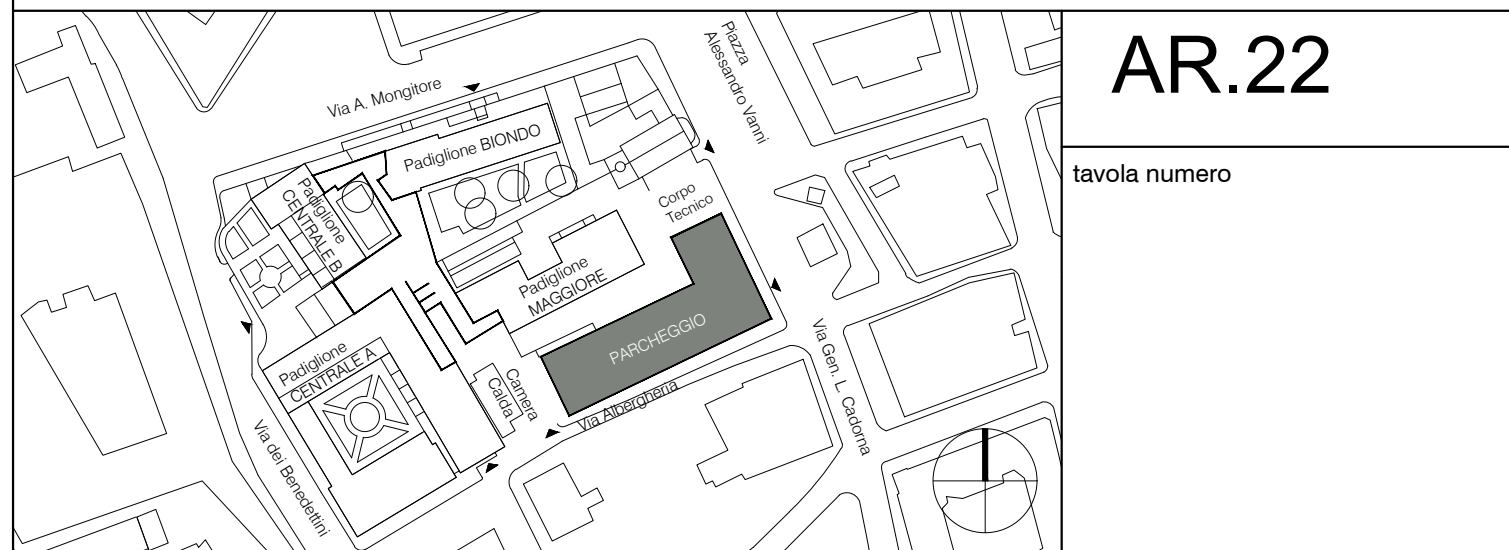 AR.22
tavola numero
Piazza
Alessandro Vanni
Via A. Mongitore
Padiglione BIONDO
Padiglione
CENTRALE B
Corpo
Tecnico
Padiglione
MAGGIORE
PARCHEGGIO
Padiglione
CENTRALE A
Camera
Calda
Via Albergheria
Via Gen. L. Cadorna
Via dei Benedettini